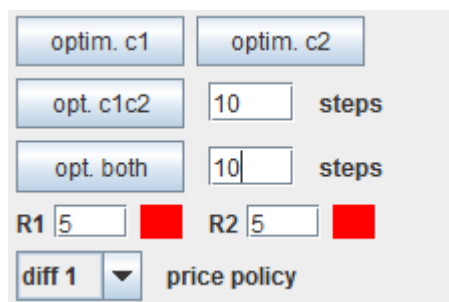 optim. c1 optim. c2
opt. c1c2 10 steps
opt. both 10 steps
R1 5 R2 5
diff 1 price policy